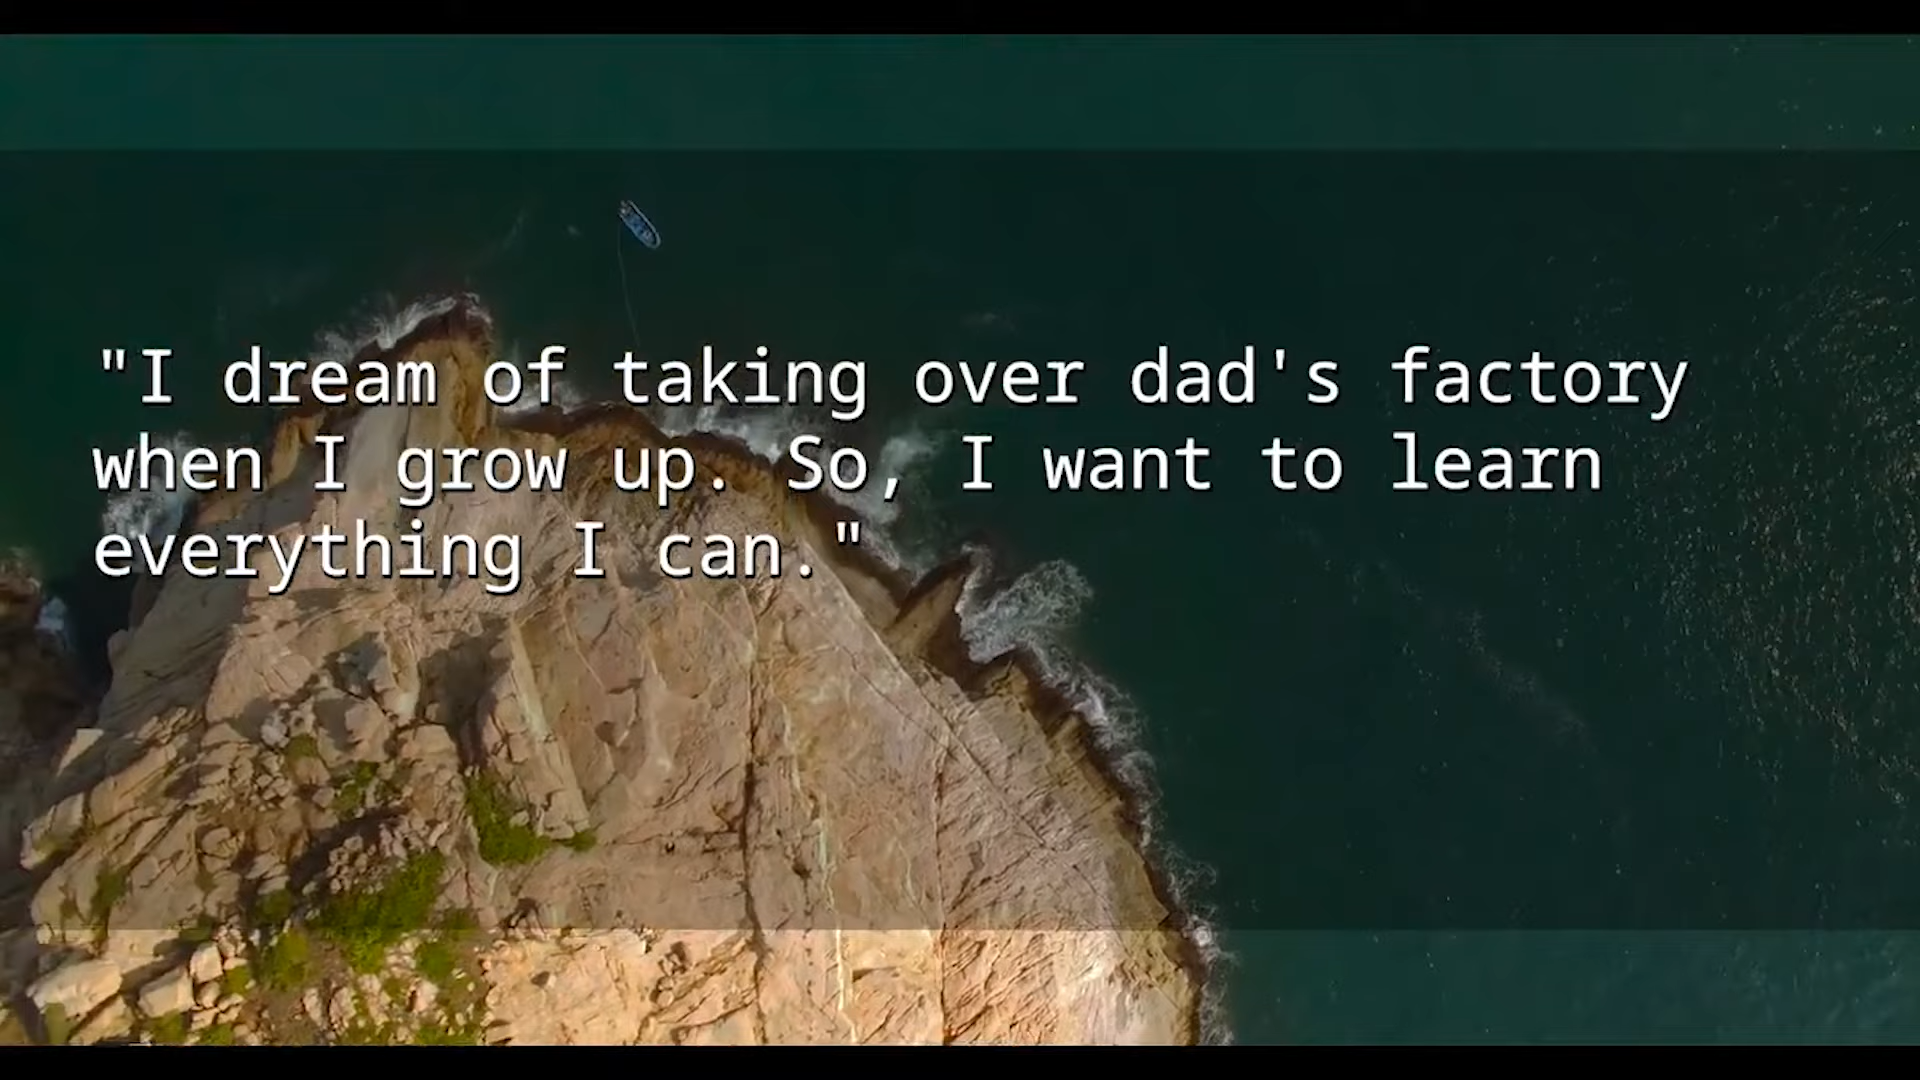 "I dream of taking over dad's factory
when I grow up. So, I want to learn
everything I can."